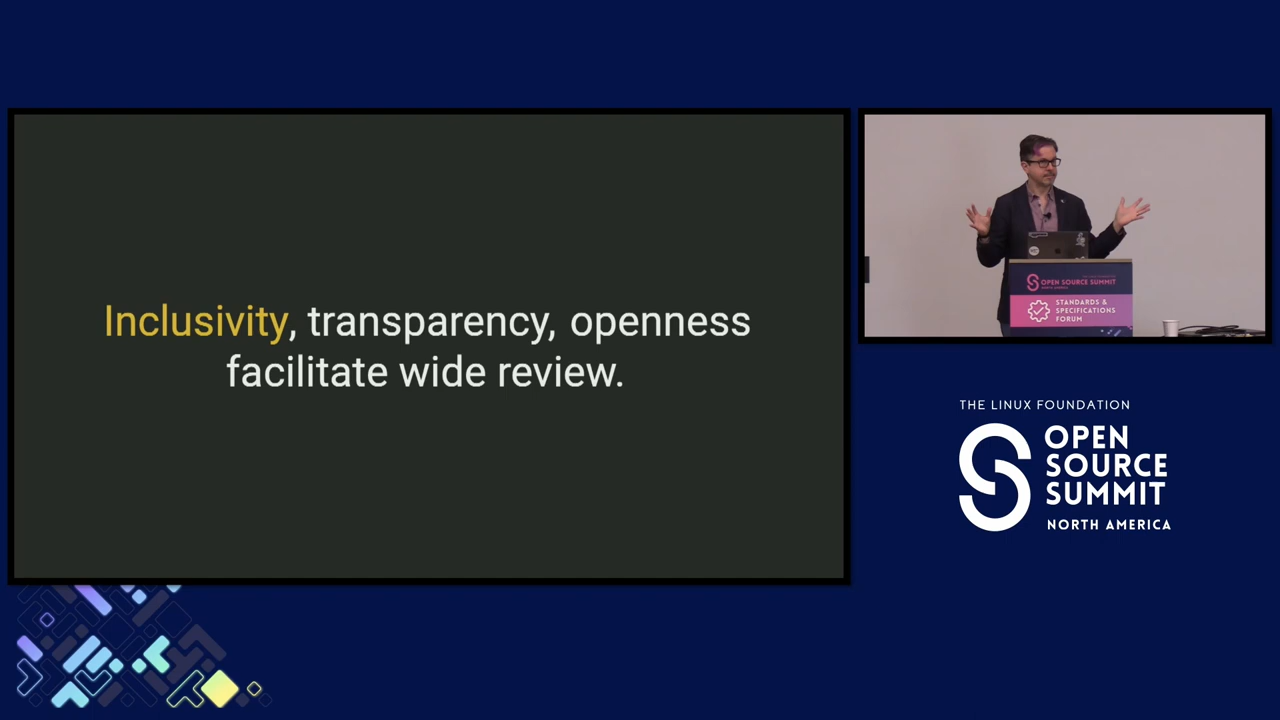 Inclusivity, transparency, openness
facilitate wide review.
OPEN SOURCE SUMMIT
STANDARDS &
SPECIFICATIONS
FORUM
THE LINUX FOUNDATION
OPEN
SOURCE
SUMMIT
NORTH AMERICA